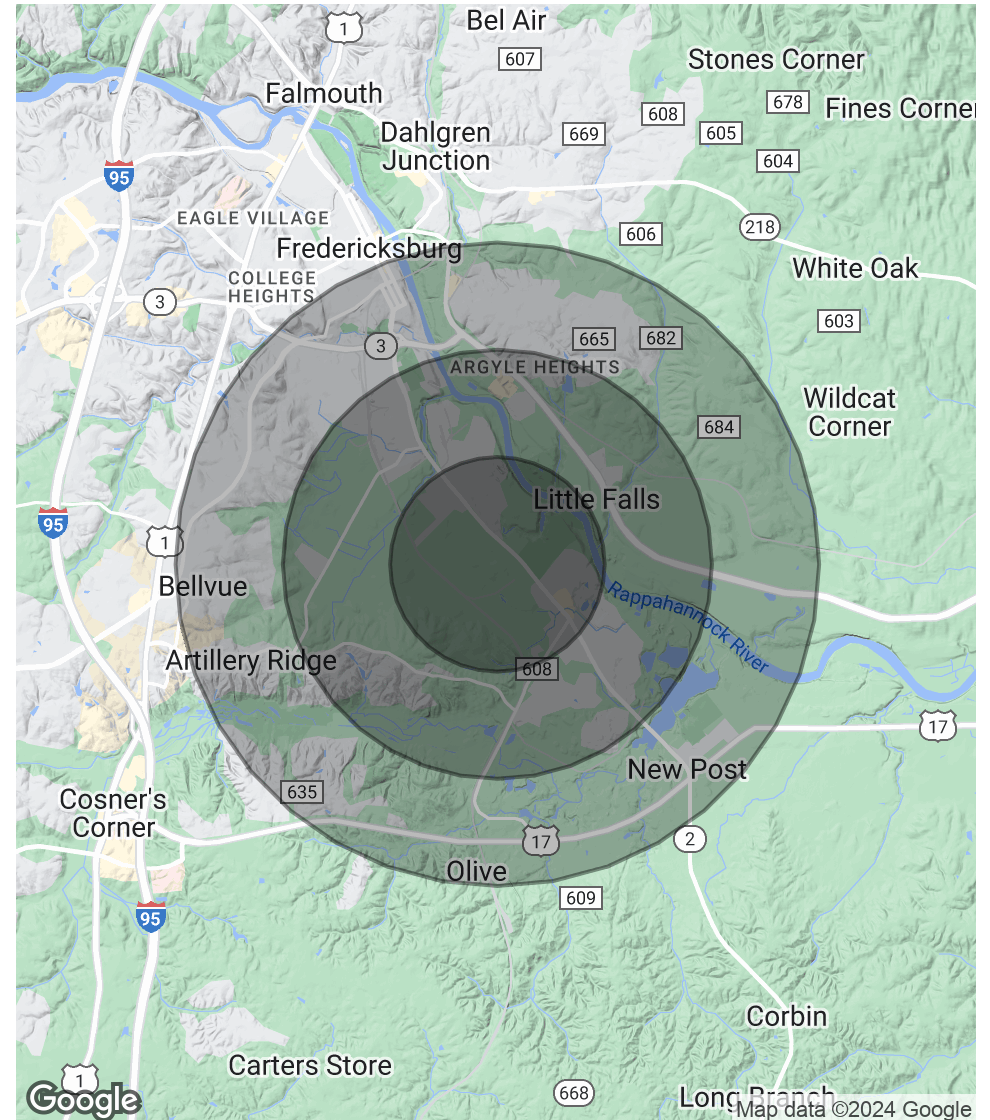 1
Bel Air
607
Stones Corner
Falmouth
678
Fines Corner
608
Dahlgren
Junction
669
605
604
95
EAGLE VILLAGE
218
606
Fredericksburg
White Oak
COLLEGE
HEIGHTS
3
603
665
682
3
ARGYLE HEIGHTS
Wildcat
Corner
684
Little Falls
95
1
Bellvue
Rappahannock River
Artillery Ridge
608
17
New Post
635
Cosner's
Corner
17
2
Olive
609
95
Corbin
Carters Store
1
668
Long Branch
Google
Map data ©2024 Google